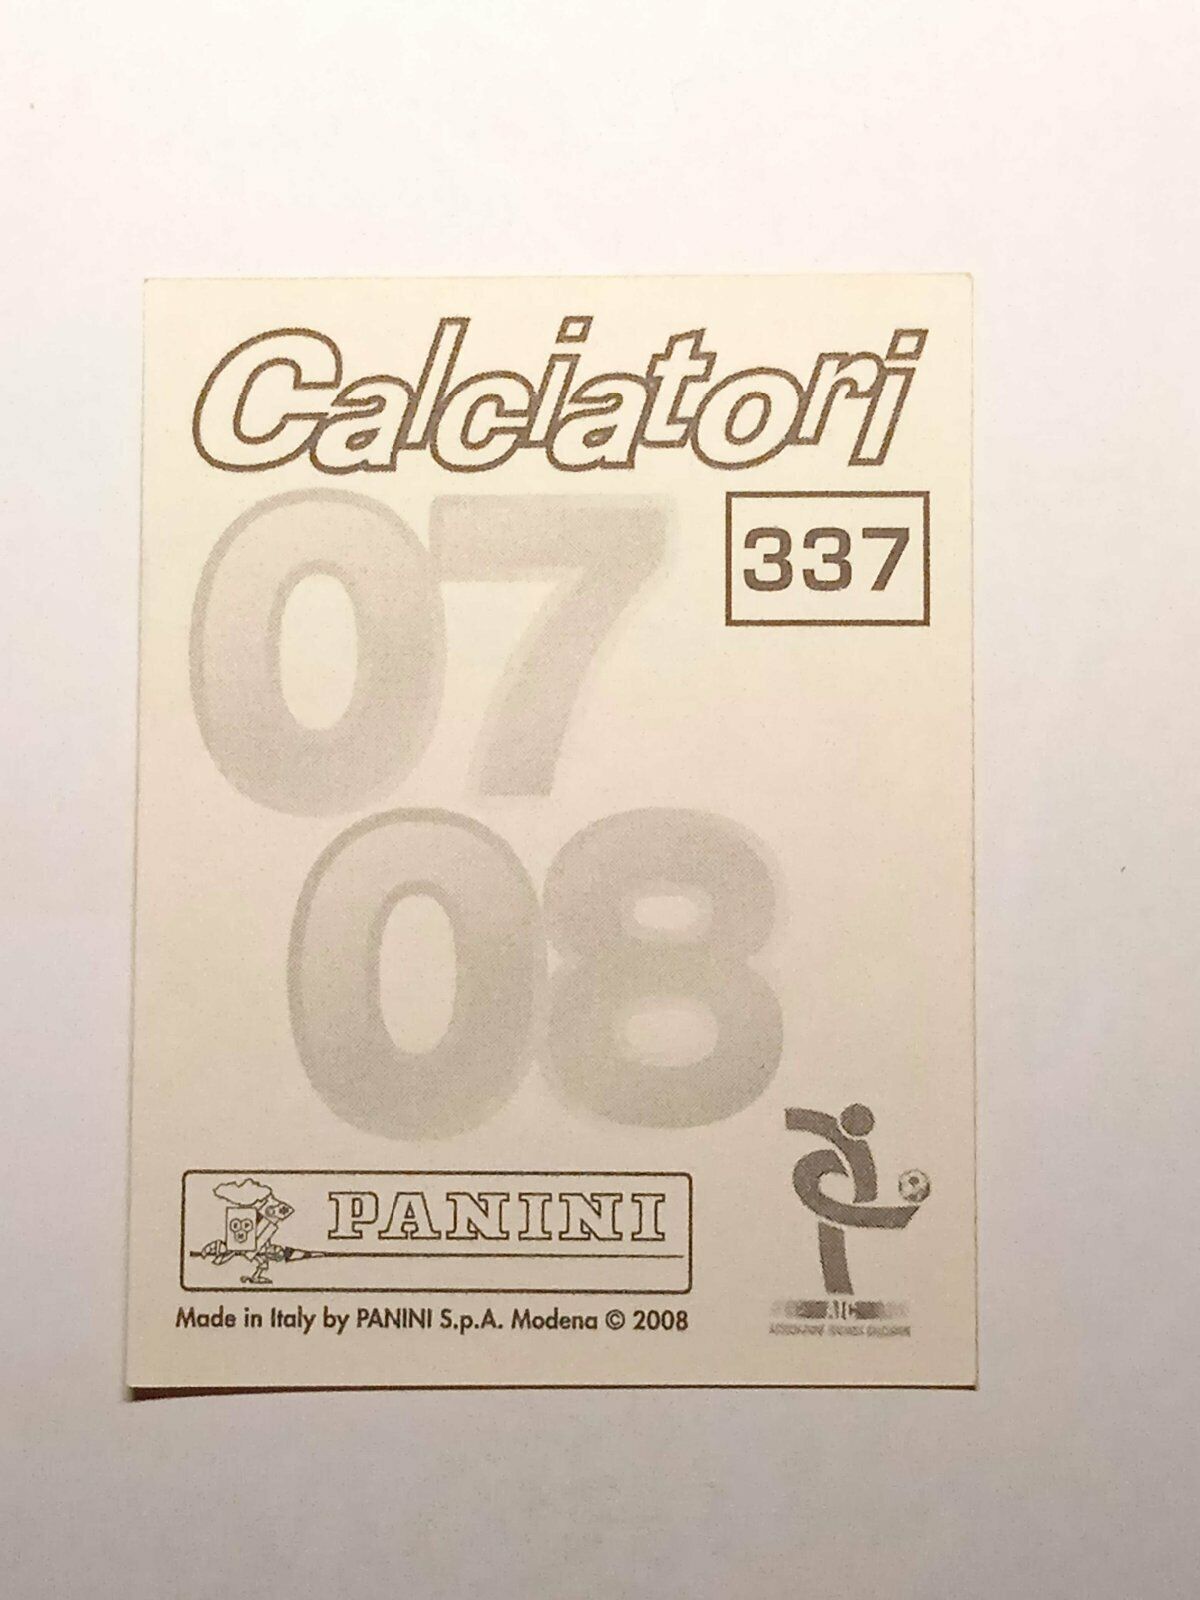 Calciatori
07
337
08
PANINI
Made in Italy by PANINI S.p.A. Modena © 2008